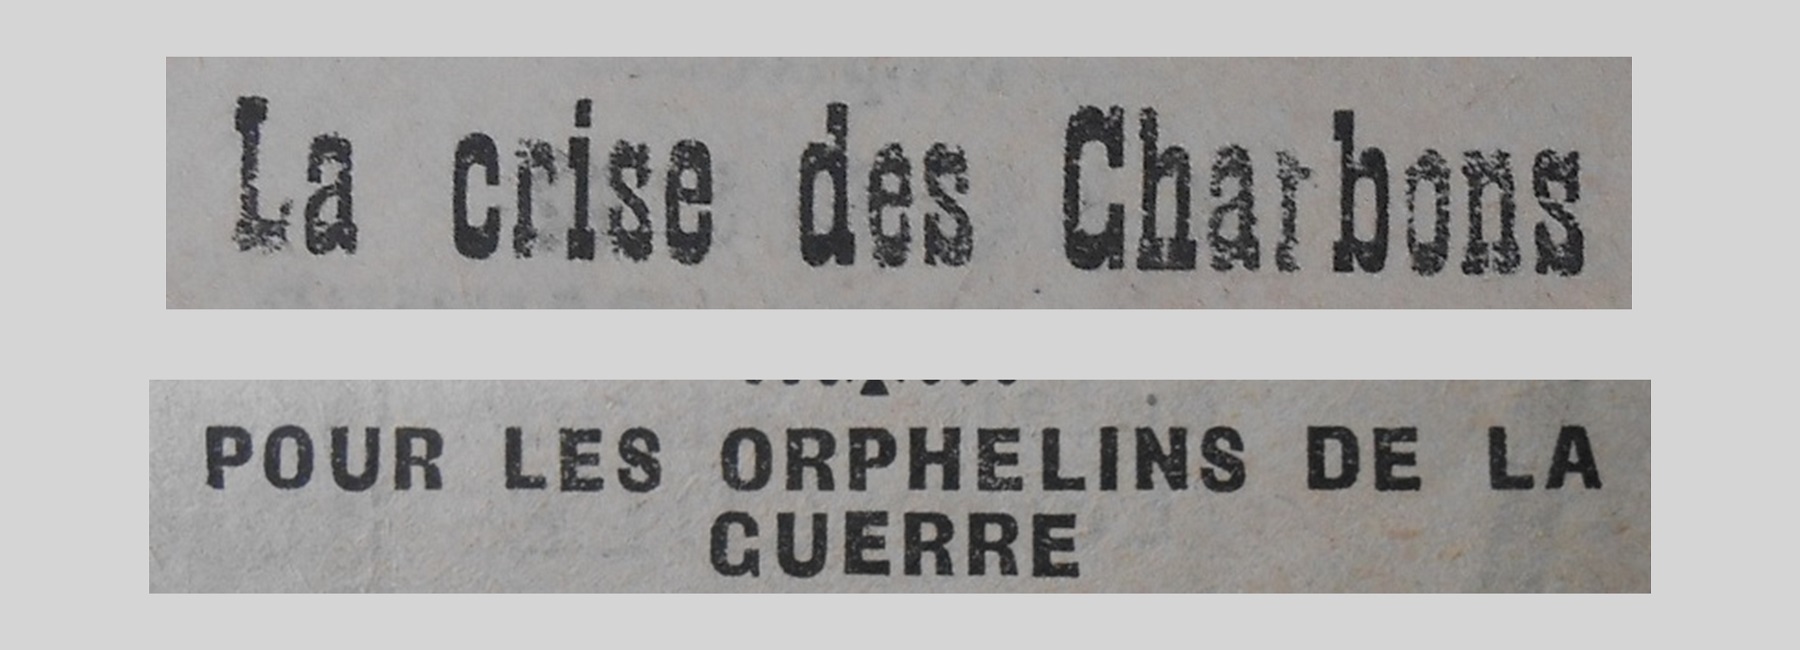 La crise des Charbons
POUR LES ORPHELINS DE LA
GUERRE